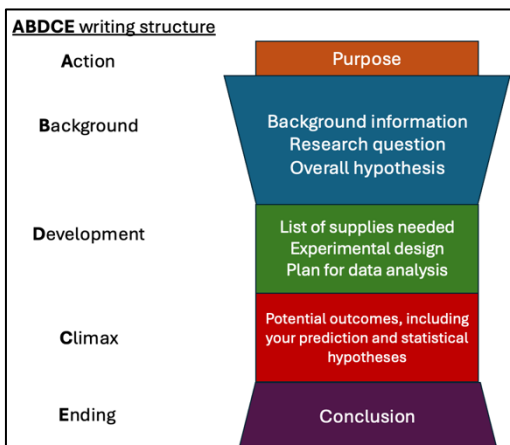 ABDCE writing structure
Action
Purpose
Background
Background information
Research question
Overall hypothesis
Development
List of supplies needed
Experimental design
Plan for data analysis
Climax
Potential outcomes, including
your prediction and statistical
hypotheses
Ending
Conclusion